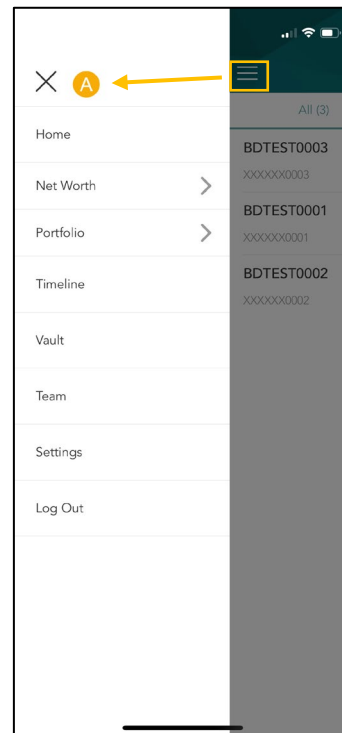 A
All (3)
Home
BDTEST0003
XXXXXX0003
Net Worth
BDTEST0001
XXXXXX0001
Portfolio
BDTEST0002
XXXXXX0002
Timeline
Vault
Team
Settings
Log Out